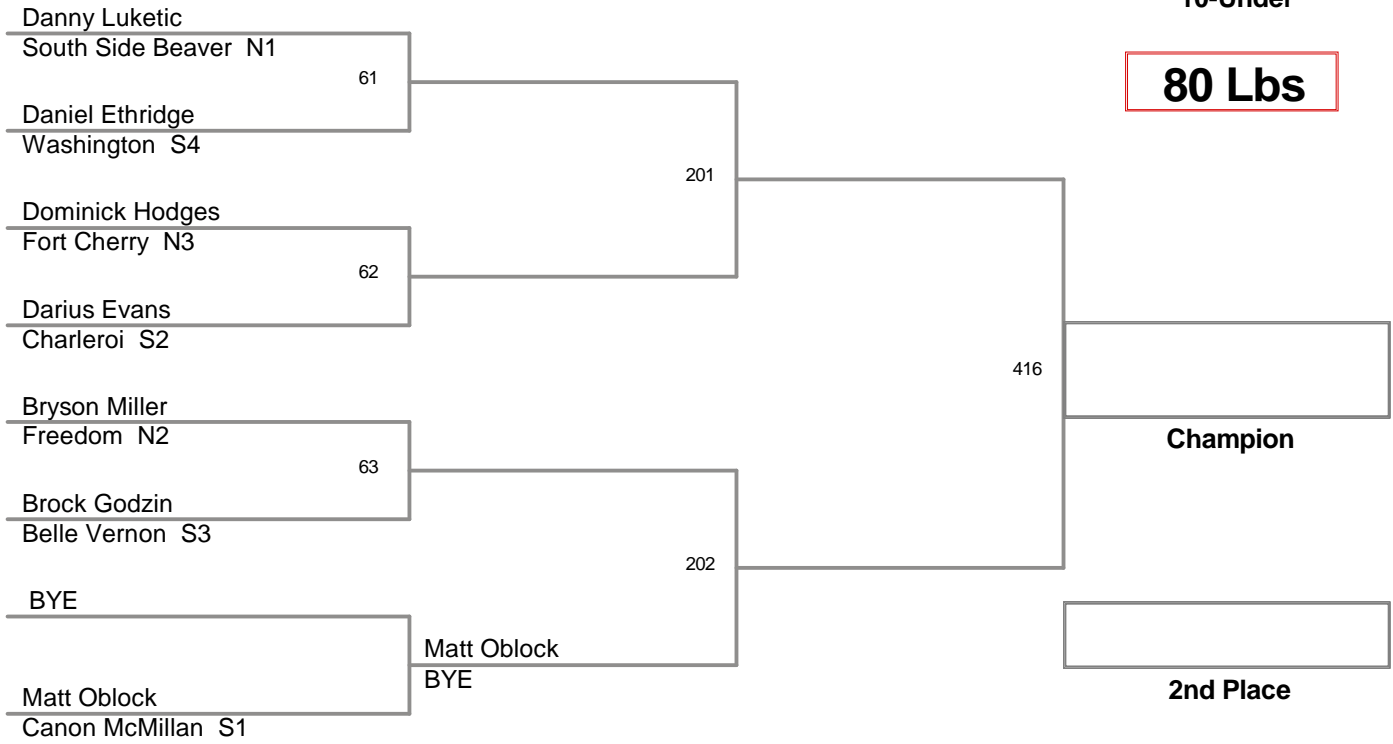 10-Under
80 Lbs
Danny Luketic
South Side Beaver N1
61
Daniel Ethridge
Washington S4
201
Dominick Hodges
Fort Cherry N3
62
Darius Evans
Charleroi S2
416
Champion
Bryson Miller
Freedom N2
63
Brock Godzin
Belle Vernon S3
202
BYE
Matt Oblock
BYE
Matt Oblock
Canon McMillan S1
2nd Place